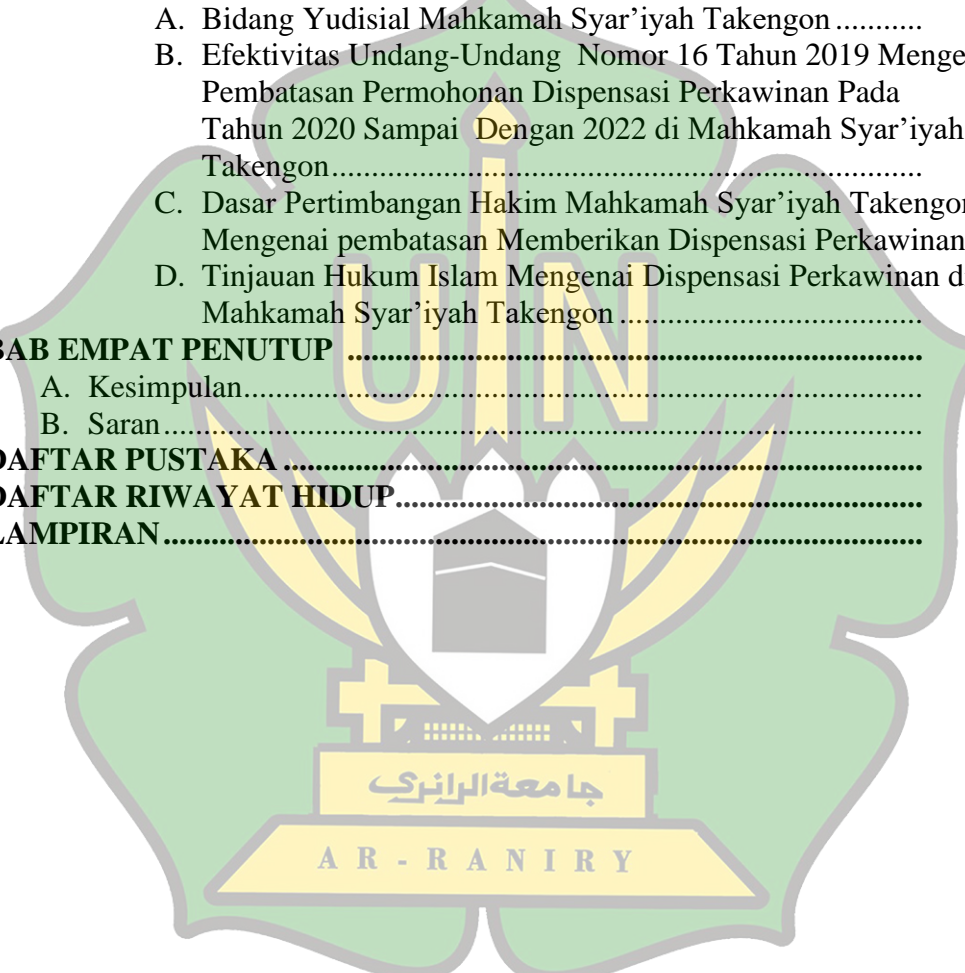 A. Bidang Yudisial Mahkamah Syar’iyah Takengon ...........
B. Efektivitas Undang-Undang Nomor 16 Tahun 2019 Menge
Pembatasan Permohonan Dispensasi Perkawinan Pada
Tahun 2020 Sampai Dengan 2022 di Mahkamah Syar’iyah
Takengon...........................................................................
C. Dasar Pertimbangan Hakim Mahkamah Syar’iyah Takengon
Mengenai pembatasan Memberikan Dispensasi Perkawinan
D. Tinjauan Hukum Islam Mengenai Dispensasi Perkawinan d
Mahkamah Syar’iyah Takengon .......................................
BAB EMPAT PENUTUP .........................................................................
A. Kesimpulan.......................................................................................
B. Saran.................................................................................................
DAFTAR PUSTAKA .................................................................................
DAFTAR RIWAYAT HIDUP...................................................................
LAMPIRAN.................................................................................................
UIN
جامعة الرانري
AR-RANIRY